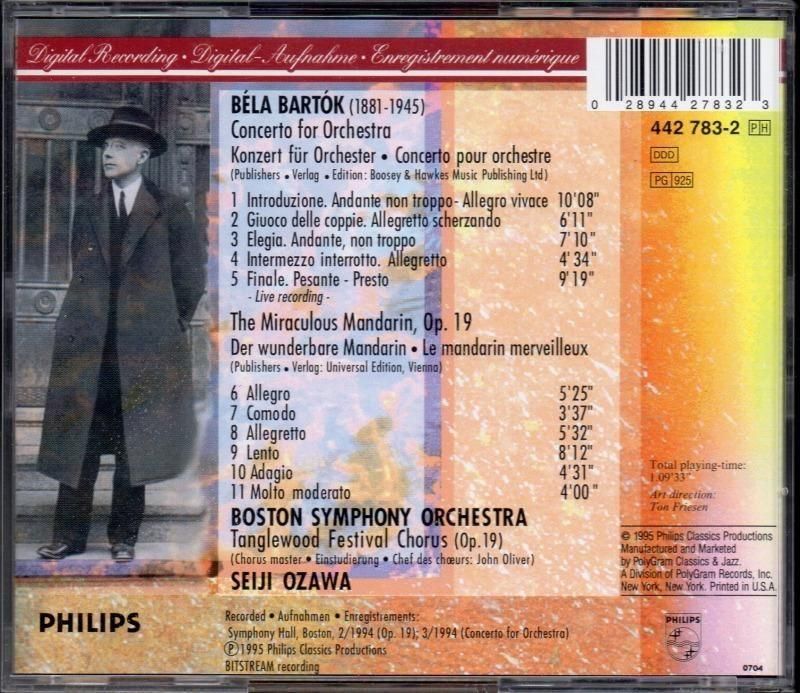 Digital Recording • Digital-Aufnahme • Enregistrement numérique
0 28944 27832 3
442 783-2 PH
DDD
PG 925
BÉLA BARTÓK (1881-1945)
Concerto for Orchestra
Konzert für Orchester • Concerto pour orchestre
(Publishers • Verlag • Edition: Boosey & Hawkes Music Publishing Ltd)
1 Introduzione. Andante non troppo- Allegro vivace 10'08"
2 Giuoco delle coppie. Allegretto scherzando 6'11"
3 Elegia. Andante, non troppo 7'10"
4 Intermezzo interrotto. Allegretto 4'34"
5 Finale. Pesante - Presto 9'19"
- Live recording -
The Miraculous Mandarin, Op. 19
Der wunderbare Mandarin • Le mandarin merveilleux
(Publishers • Verlag: Universal Edition, Vienna)
6 Allegro 5'25"
7 Comodo 3'37"
8 Allegretto 5'32"
9 Lento 8'12"
10 Adagio 4'31"
11 Molto moderato 4'00"
BOSTON SYMPHONY ORCHESTRA
Tanglewood Festival Chorus (Op.19)
(Chorus master • Einstudierung • Chef des chœurs: John Oliver)
SEIJI OZAWA
Total playing-time:
1.09'33"
Art direction:
Ton Friesen
© 1995 Philips Classics Productions
Manufactured and Marketed
by PolyGram Classics & Jazz.
A Division of PolyGram Records, Inc.
New York, New York. Printed in U.S.A.
PHILIPS
Recorded • Aufnahmen • Enregistrements:
Symphony Hall, Boston, 2/1994 (Op. 19); 3/1994 (Concerto for Orchestra)
Ⓟ1995 Philips Classics Productions
BITSTREAM recording
PHILIPS
0704